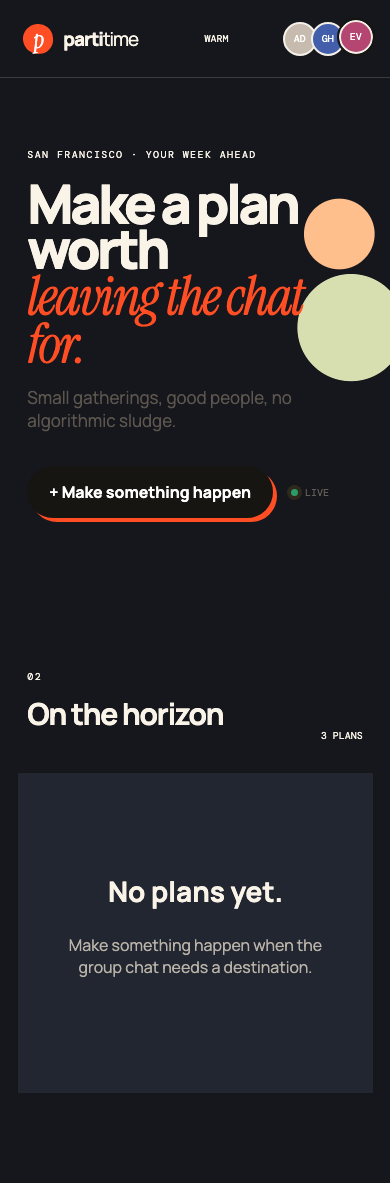 p partitime
WARM
AD GH EV
SAN FRANCISCO · YOUR WEEK AHEAD
Make a plan
worth
leaving the chat
for.
Small gatherings, good people, no
algorithmic sludge.
+ Make something happen
LIVE
02
On the horizon
3 PLANS
No plans yet.
Make something happen when the
group chat needs a destination.